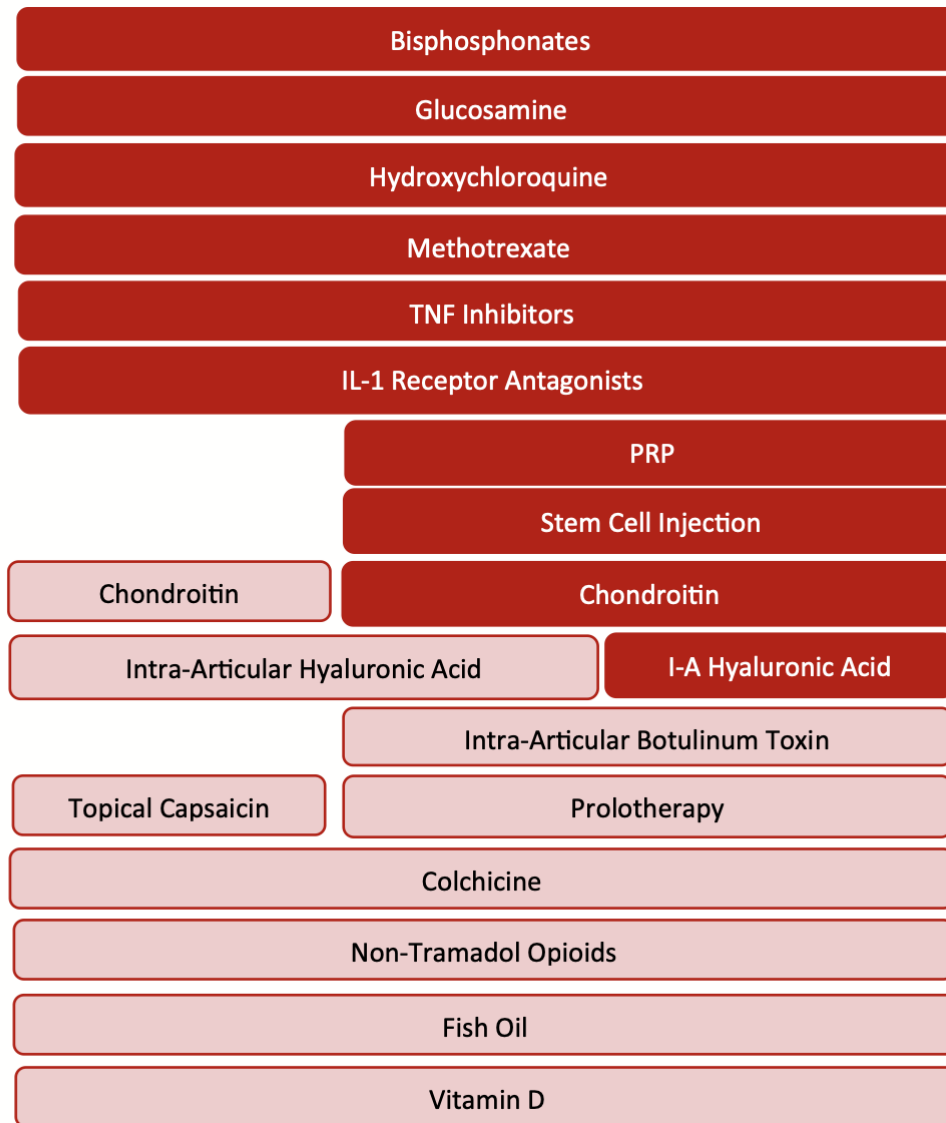 Bisphosphonates
Glucosamine
Hydroxychloroquine
Methotrexate
TNF Inhibitors
IL-1 Receptor Antagonists
PRP
Stem Cell Injection
Chondroitin
Chondroitin
Intra-Articular Hyaluronic Acid
I-A Hyaluronic Acid
Intra-Articular Botulinum Toxin
Topical Capsaicin
Prolotherapy
Colchicine
Non-Tramadol Opioids
Fish Oil
Vitamin D